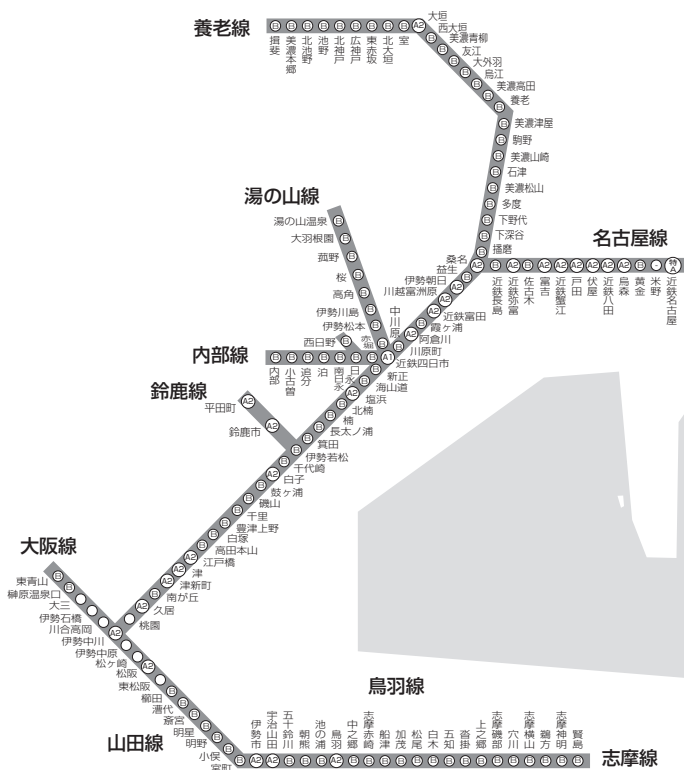 養老線
揖斐
美濃本郷
北池野
池野
北神戸
広神戸
東赤坂
北大垣
室
大垣
西大垣
美濃青柳
友江
大外羽
烏江
美濃高田
養老
美濃津屋
駒野
美濃山崎
石津
美濃松山
多度
下野代
下深谷
播磨
桑名
名古屋線
近鉄長島
近鉄弥富
佐古木
富吉
近鉄蟹江
戸田
伏屋
近鉄八田
烏森
黄金
米野
近鉄名古屋
特A
湯の山線
湯の山温泉
大羽根園
菰野
桜
高角
伊勢川島
伊勢松本
中川原
益生
伊勢朝日
川越富洲原
近鉄富田
霞ヶ浦
阿倉川
川原町
近鉄四日市
西日野
赤堀
内部線
内部
小古曽
追分
泊
南日永
日永
新正
海山道
塩浜
北楠
楠
長太ノ浦
箕田
伊勢若松
鈴鹿線
平田町
鈴鹿市
千代崎
白子
鼓ヶ浦
磯山
千里
豊津上野
白塚
高田本山
江戸橋
津
津新町
南が丘
久居
桃園
大阪線
東青山
榊原温泉口
大三
伊勢石橋
川合高岡
伊勢中川
伊勢中原
松ヶ崎
松阪
東松阪
櫛田
漕代
斎宮
明星
明野
小俣
宮町
山田線
鳥羽線
伊勢市
宇治山田
五十鈴川
朝熊
池の浦
鳥羽
中之郷
志摩赤崎
船津
加茂
松尾
白木
五知
沓掛
上之郷
志摩磯部
穴川
志摩横山
鵜方
志摩神明
賢島
志摩線